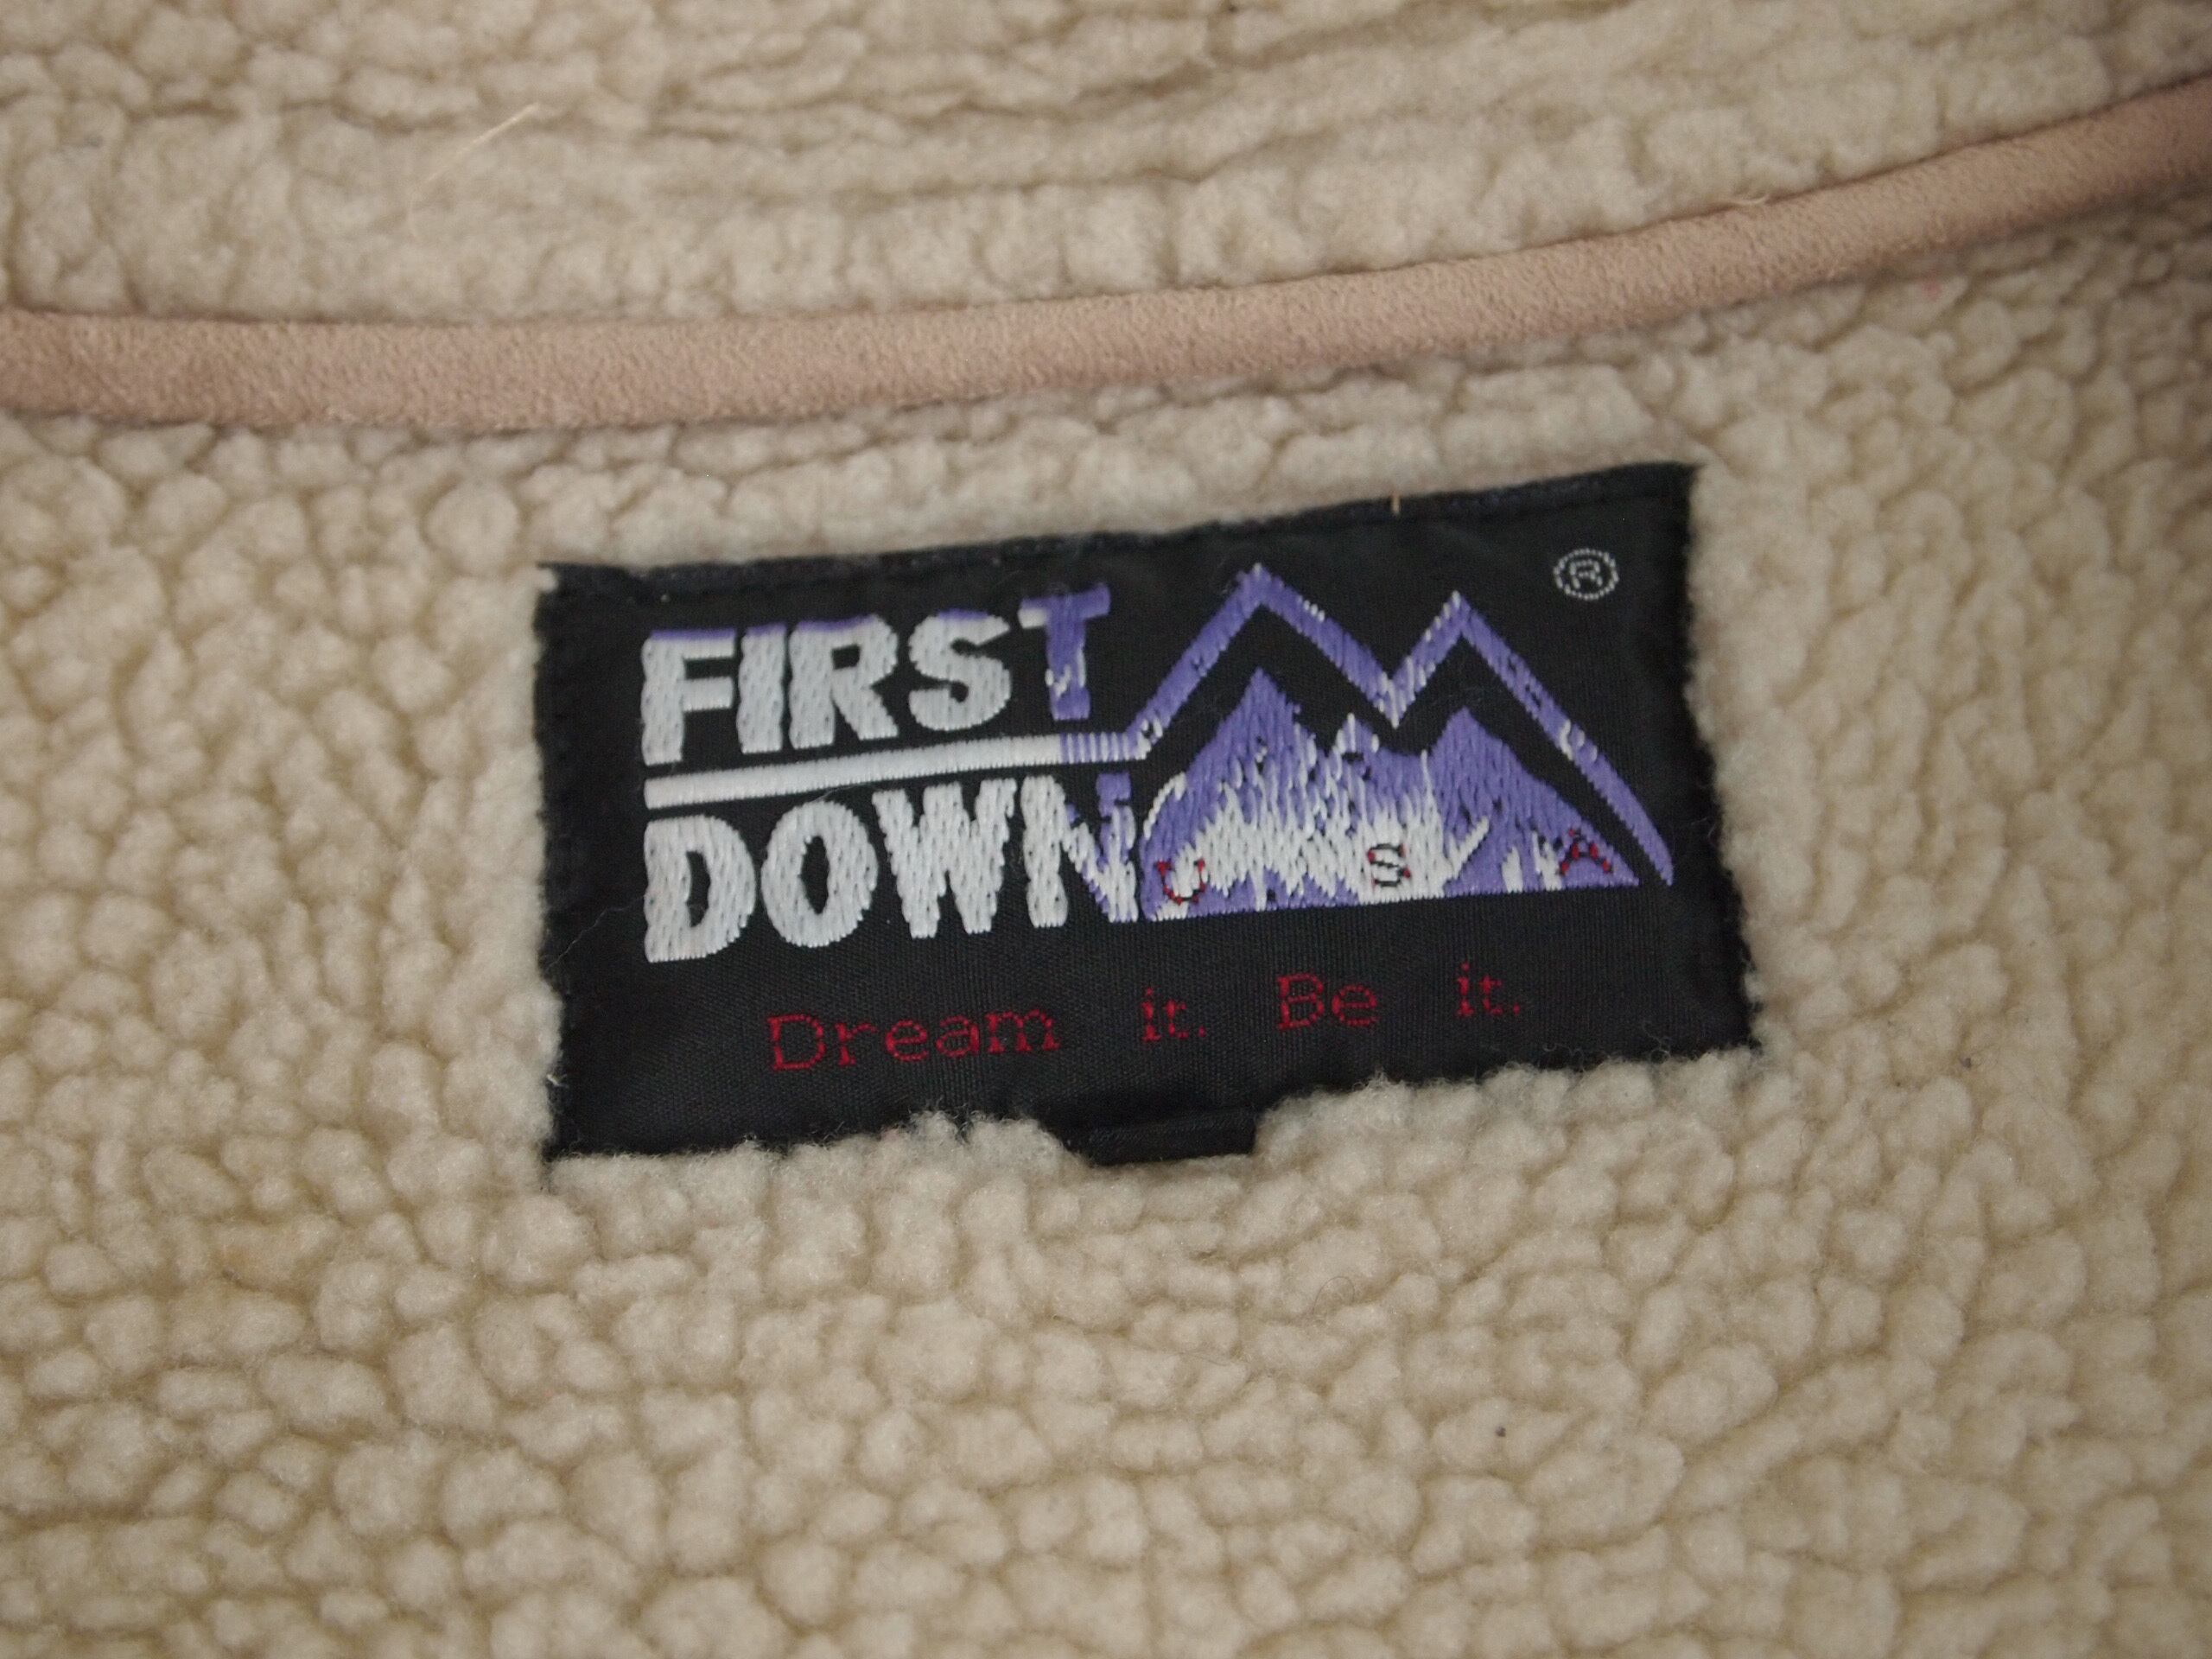 FIRST ®
DOWN
U S A
Dream it. Be it.